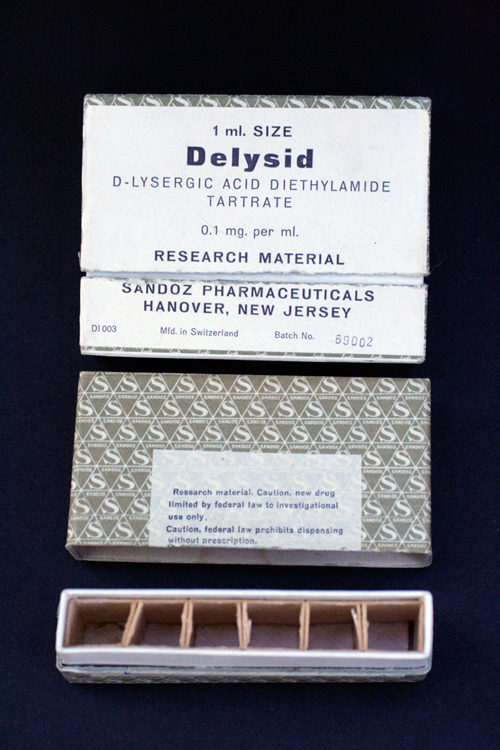 1 ml. SIZE
Delysid
D-LYSERGIC ACID DIETHYLAMIDE
TARTRATE
0.1 mg. per ml.
RESEARCH MATERIAL
SANDOZ PHARMACEUTICALS
HANOVER, NEW JERSEY
DI 003 Mfd. in Switzerland Batch No. 69002
Research material. Caution, new drug
limited by federal law to investigational
use only.
Caution, federal law prohibits dispensing
without prescription.